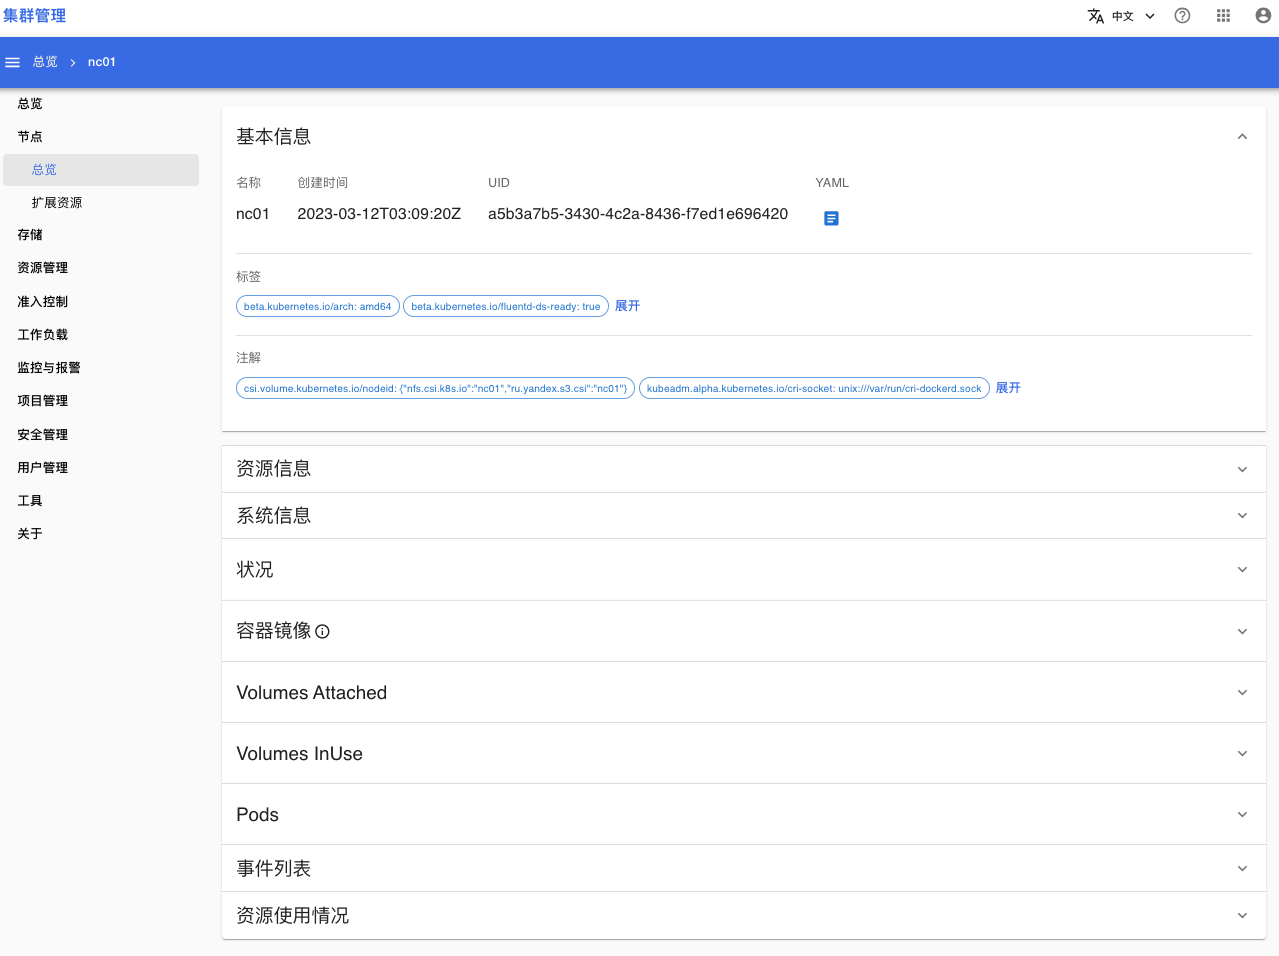 集群管理
中文
总览 nc01
总览
节点
总览
扩展资源
存储
资源管理
准入控制
工作负载
监控与报警
项目管理
安全管理
用户管理
工具
关于
基本信息
名称 创建时间 UID YAML
nc01 2023-03-12T03:09:20Z a5b3a7b5-3430-4c2a-8436-f7ed1e696420
标签
beta.kubernetes.io/arch: amd64 beta.kubernetes.io/fluentd-ds-ready: true 展开
注解
csi.volume.kubernetes.io/nodeid: {"nfs.csi.k8s.io":"nc01","ru.yandex.s3.csi":"nc01"} kubeadm.alpha.kubernetes.io/cri-socket: unix:///var/run/cri-dockerd.sock 展开
资源信息
系统信息
状况
容器镜像
Volumes Attached
Volumes InUse
Pods
事件列表
资源使用情况